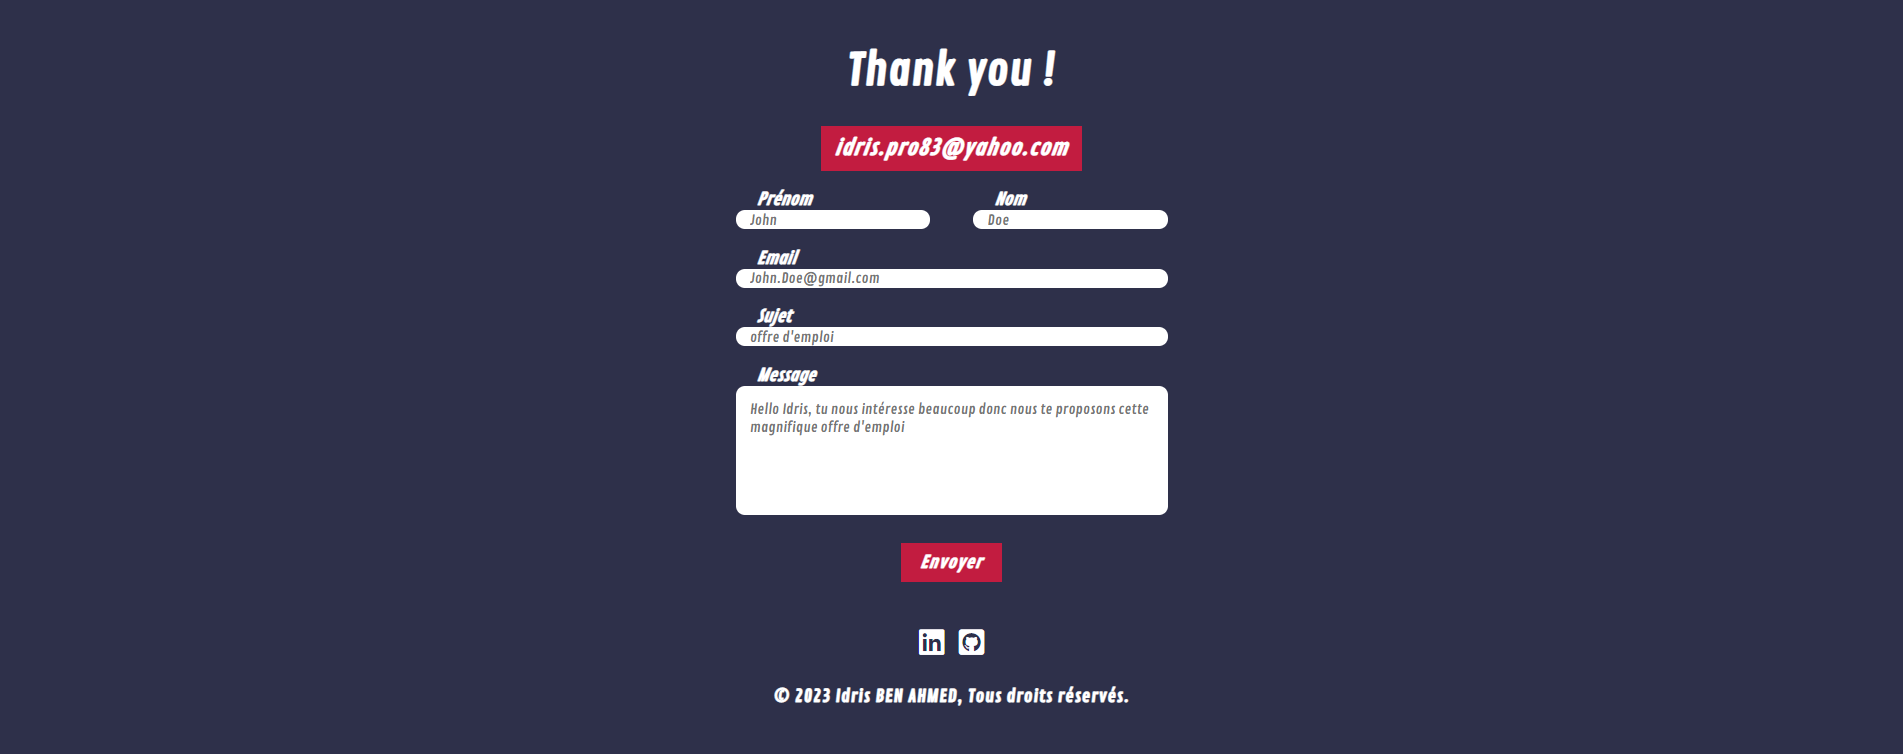 Thank you !
idris.pro83@yahoo.com
Prénom
Nom
John
Doe
Email
John.Doe@gmail.com
Sujet
offre d'emploi
Message
Hello Idris, tu nous intéresse beaucoup donc nous te proposons cette
magnifique offre d'emploi
Envoyer
in
© 2023 Idris BEN AHMED, Tous droits réservés.